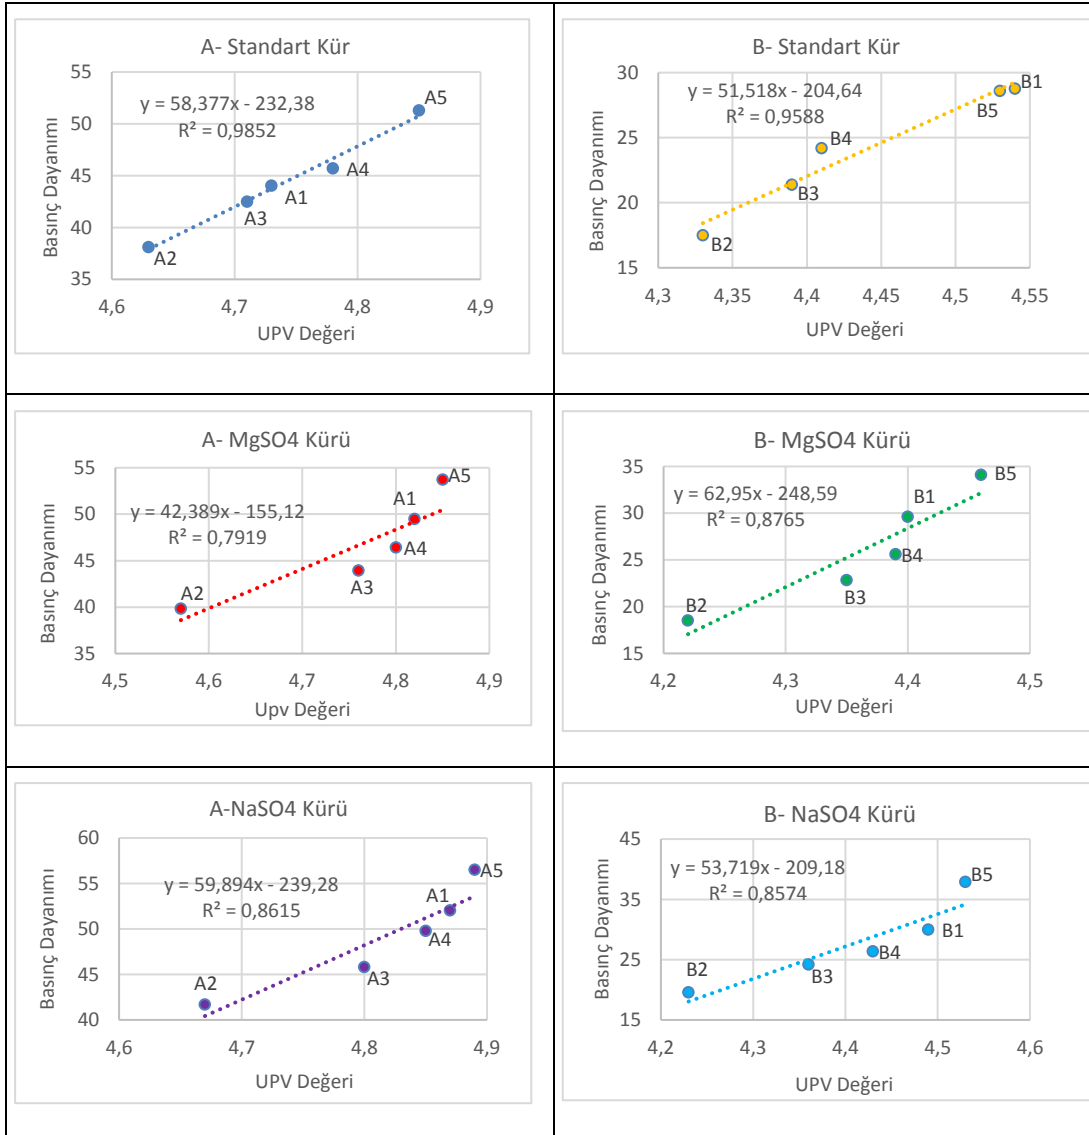 A- Standart Kür
y = 58,377x - 232,38
R² = 0,9852
A5
A4
A1
A3
A2
55
50
45
40
35
4,6
4,7
4,8
4,9
Basınç Dayanımı
UPV Değeri
B- Standart Kür
y = 51,518x - 204,64
R² = 0,9588
B1
B5
B4
B3
B2
30
25
20
15
4,3
4,35
4,4
4,45
4,5
4,55
Basınç Dayanımı
UPV Değeri
A- MgSO4 Kürü
y = 42,389x - 155,12
R² = 0,7919
A5
A1
A4
A3
A2
55
50
45
40
35
4,5
4,6
4,7
4,8
4,9
Basınç Dayanımı
Upv Değeri
B- MgSO4 Kürü
y = 62,95x - 248,59
R² = 0,8765
B5
B1
B4
B3
B2
35
30
25
20
15
4,2
4,3
4,4
4,5
Basınç Dayanımı
UPV Değeri
A-NaSO4 Kürü
y = 59,894x - 239,28
R² = 0,8615
A5
A1
A4
A3
A2
60
55
50
45
40
4,6
4,7
4,8
4,9
Basınç Dayanımı
UPV Değeri
B- NaSO4 Kürü
y = 53,719x - 209,18
R² = 0,8574
B5
B1
B4
B3
B2
45
35
25
15
4,2
4,3
4,4
4,5
4,6
Basınç Dayanımı
UPV Değeri